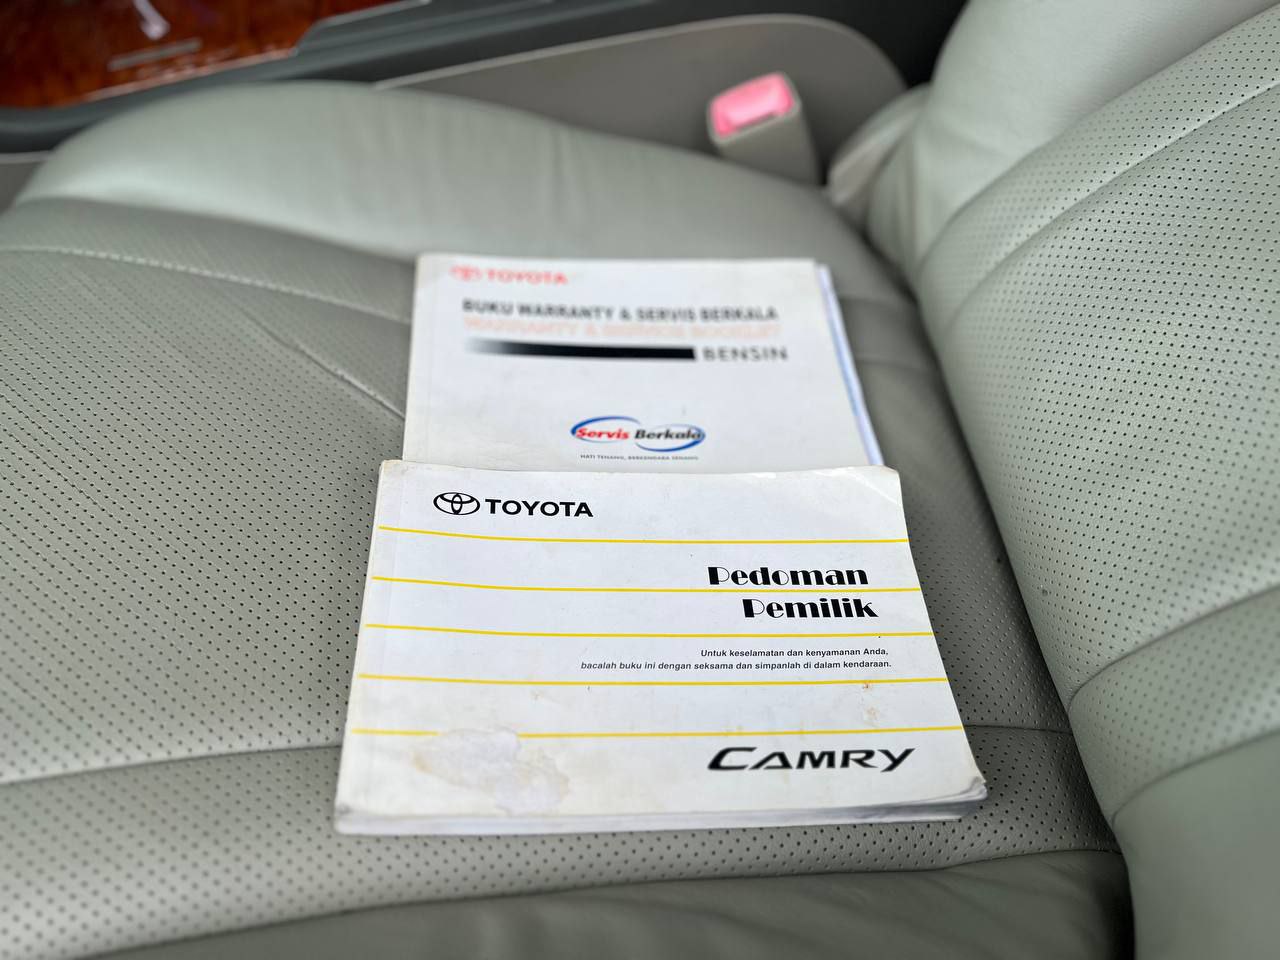 TOYOTA
BUKU WARRANTY & SERVIS BERKALA
WARRANTY & SERVICE BOOKLET
BENSIN
Servis Berkala
HATI TENANG, BERKENDARA SENANG
TOYOTA
Pedoman
Pemilik
Untuk keselamatan dan kenyamanan Anda,
bacalah buku ini dengan seksama dan simpanlah di dalam kendaraan.
CAMRY